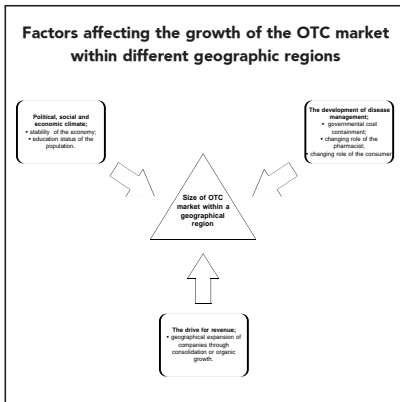 Factors affecting the growth of the OTC market
within different geographic regions
Political, social and
economic climate;
• stability of the economy;
• education status of the
population.
The development of disease
management;
• governmental cost
containment;
• changing role of the
pharmacist;
• changing role of the consumer
Size of OTC
market within a
geographical
region
The drive for revenue;
• geographical expansion of
companies through
consolidation or organic
growth.